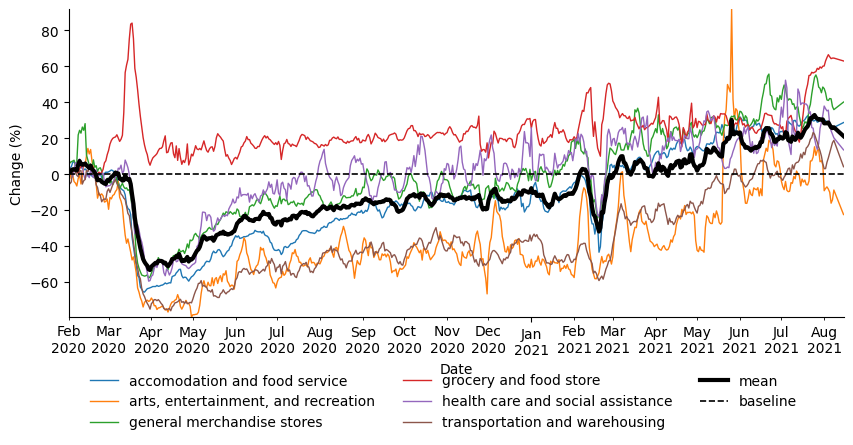 80
60
40
20
0
−20
−40
−60
Change (%)
Feb Mar Apr May Jun Jul Aug Sep Oct Nov Dec Jan Feb Mar Apr May Jun Jul Aug
2020 2020 2020 2020 2020 2020 2020 2020 2020 2020 2020 2021 2021 2021 2021 2021 2021 2021 2021
Date
accomodation and food service grocery and food store mean
arts, entertainment, and recreation health care and social assistance baseline
general merchandise stores transportation and warehousing